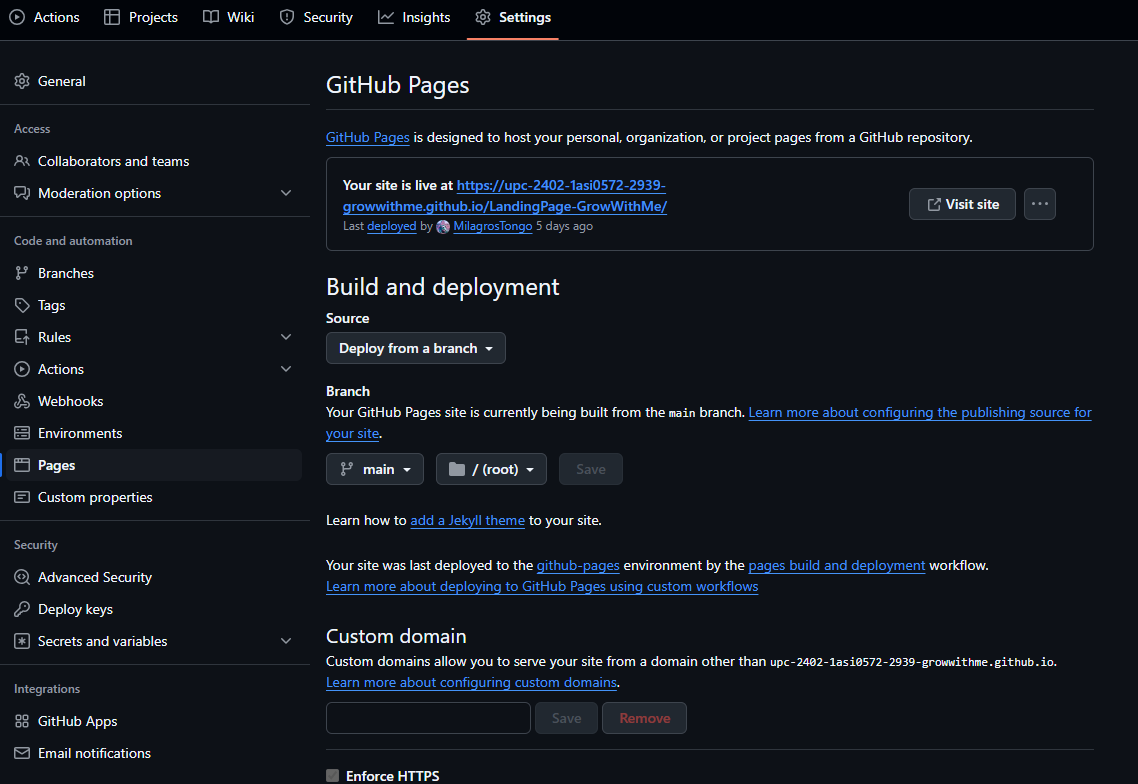 Actions
Projects
Wiki
Security
Insights
Settings
General
Access
Collaborators and teams
Moderation options
Code and automation
Branches
Tags
Rules
Actions
Webhooks
Environments
Pages
Custom properties
Security
Advanced Security
Deploy keys
Secrets and variables
Integrations
GitHub Apps
Email notifications
GitHub Pages
GitHub Pages is designed to host your personal, organization, or project pages from a GitHub repository.
Your site is live at https://upc-2402-1asi0572-2939-
growwithme.github.io/LandingPage-GrowWithMe/
Last deployed by MilagrosTongo 5 days ago
Visit site
Build and deployment
Source
Deploy from a branch
Branch
Your GitHub Pages site is currently being built from the main branch. Learn more about configuring the publishing source for
your site.
main
/ (root)
Save
Learn how to add a Jekyll theme to your site.
Your site was last deployed to the github-pages environment by the pages build and deployment workflow.
Learn more about deploying to GitHub Pages using custom workflows
Custom domain
Custom domains allow you to serve your site from a domain other than upc-2402-1asi0572-2939-growwithme.github.io.
Learn more about configuring custom domains.
Save
Remove
Enforce HTTPS